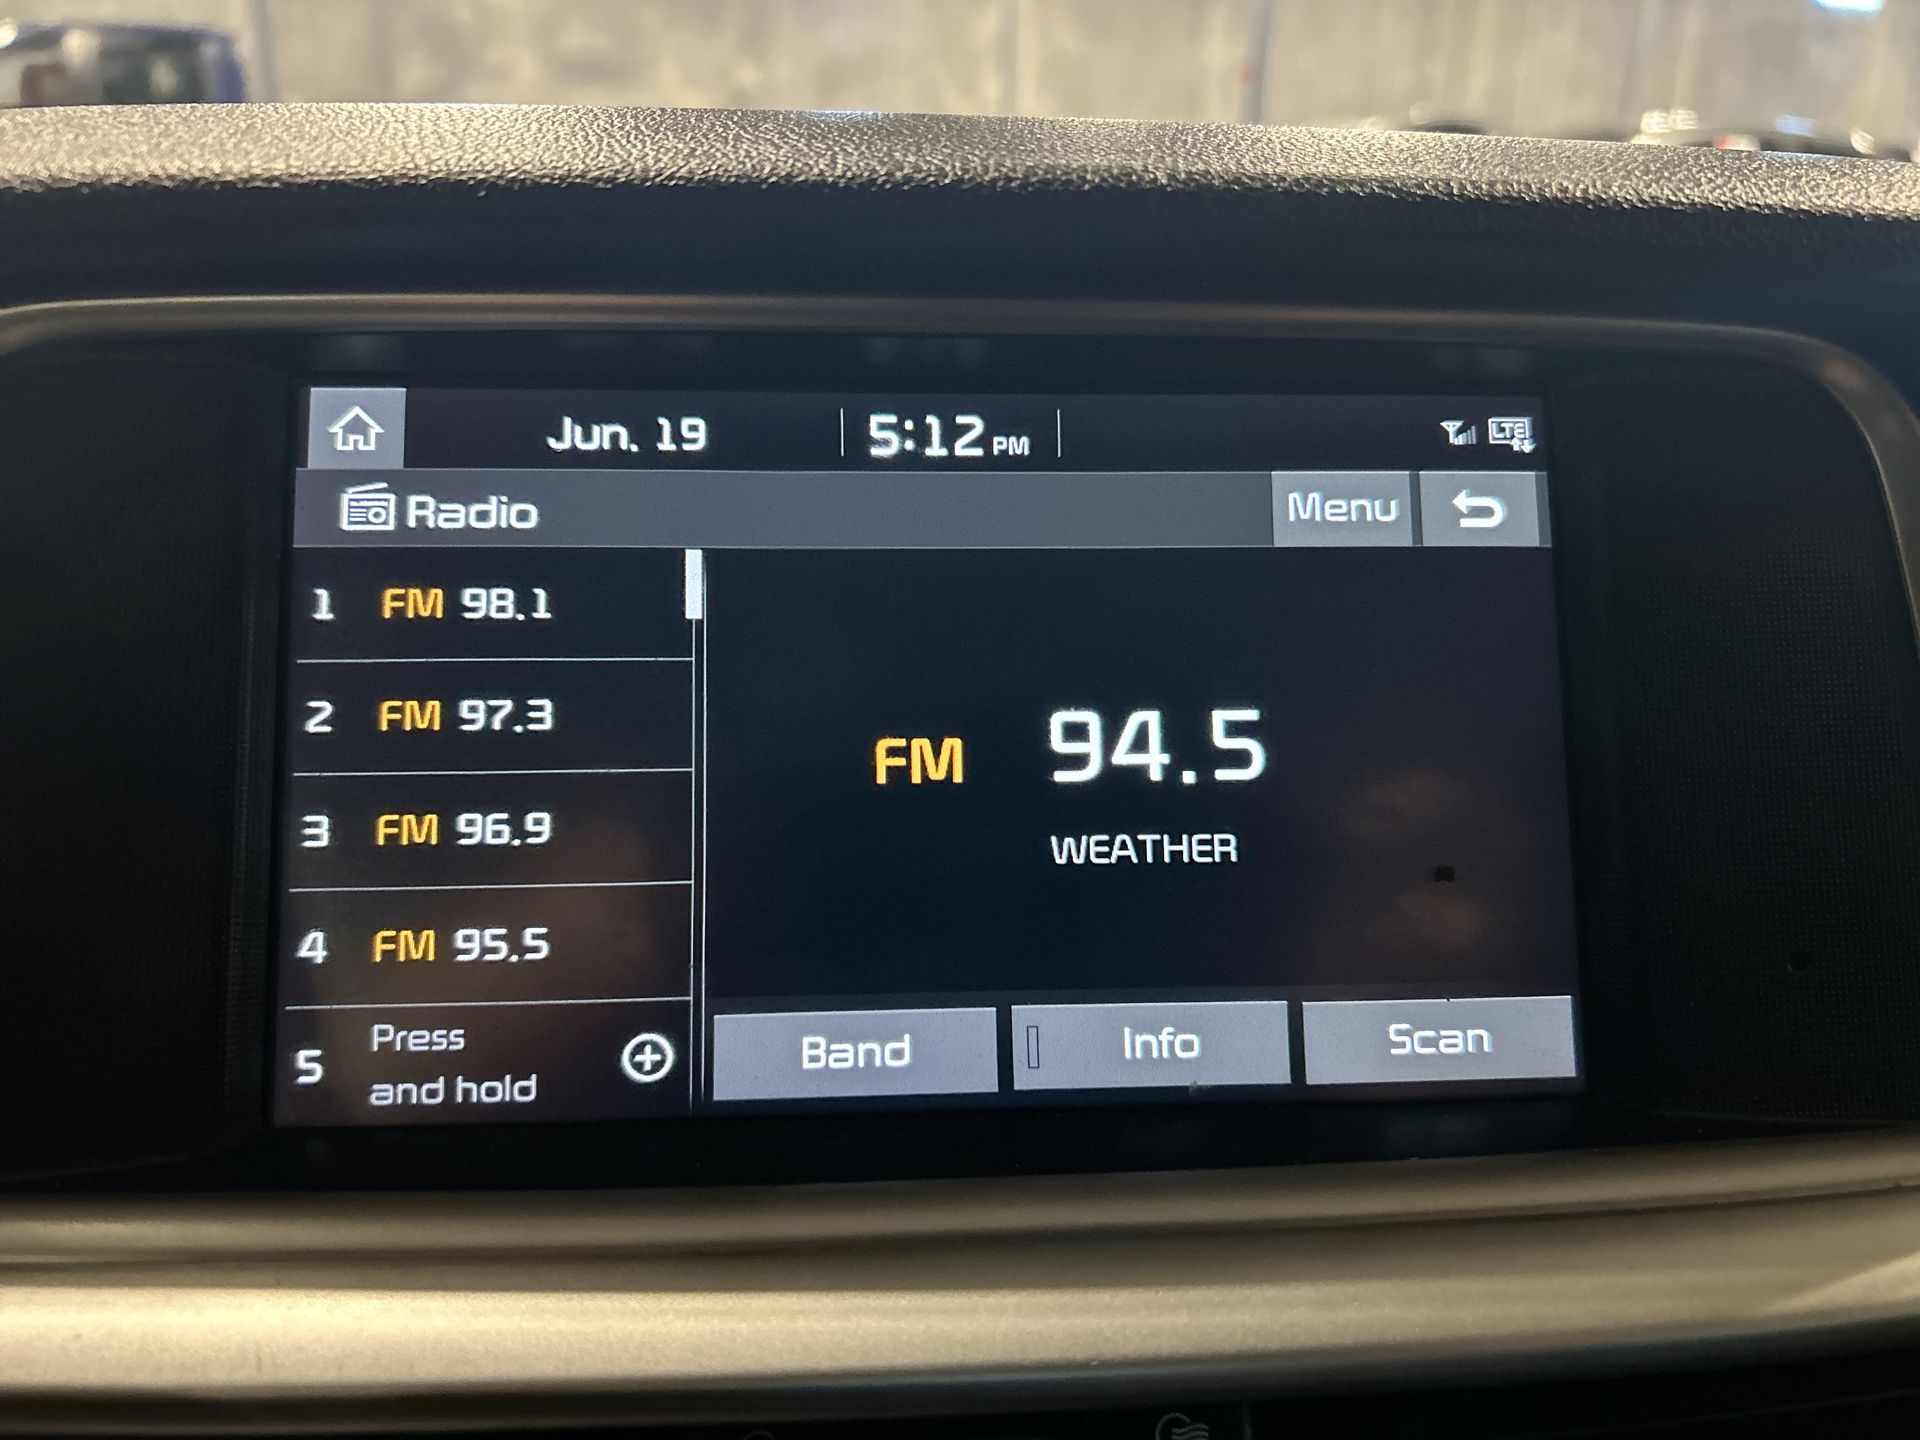 Jun. 19
5:12 PM
LTE
Radio
Menu
1 FM 98.1
2 FM 97.3
3 FM 96.9
4 FM 95.5
5 Press
and hold
FM 94.5
WEATHER
Band
Info
Scan